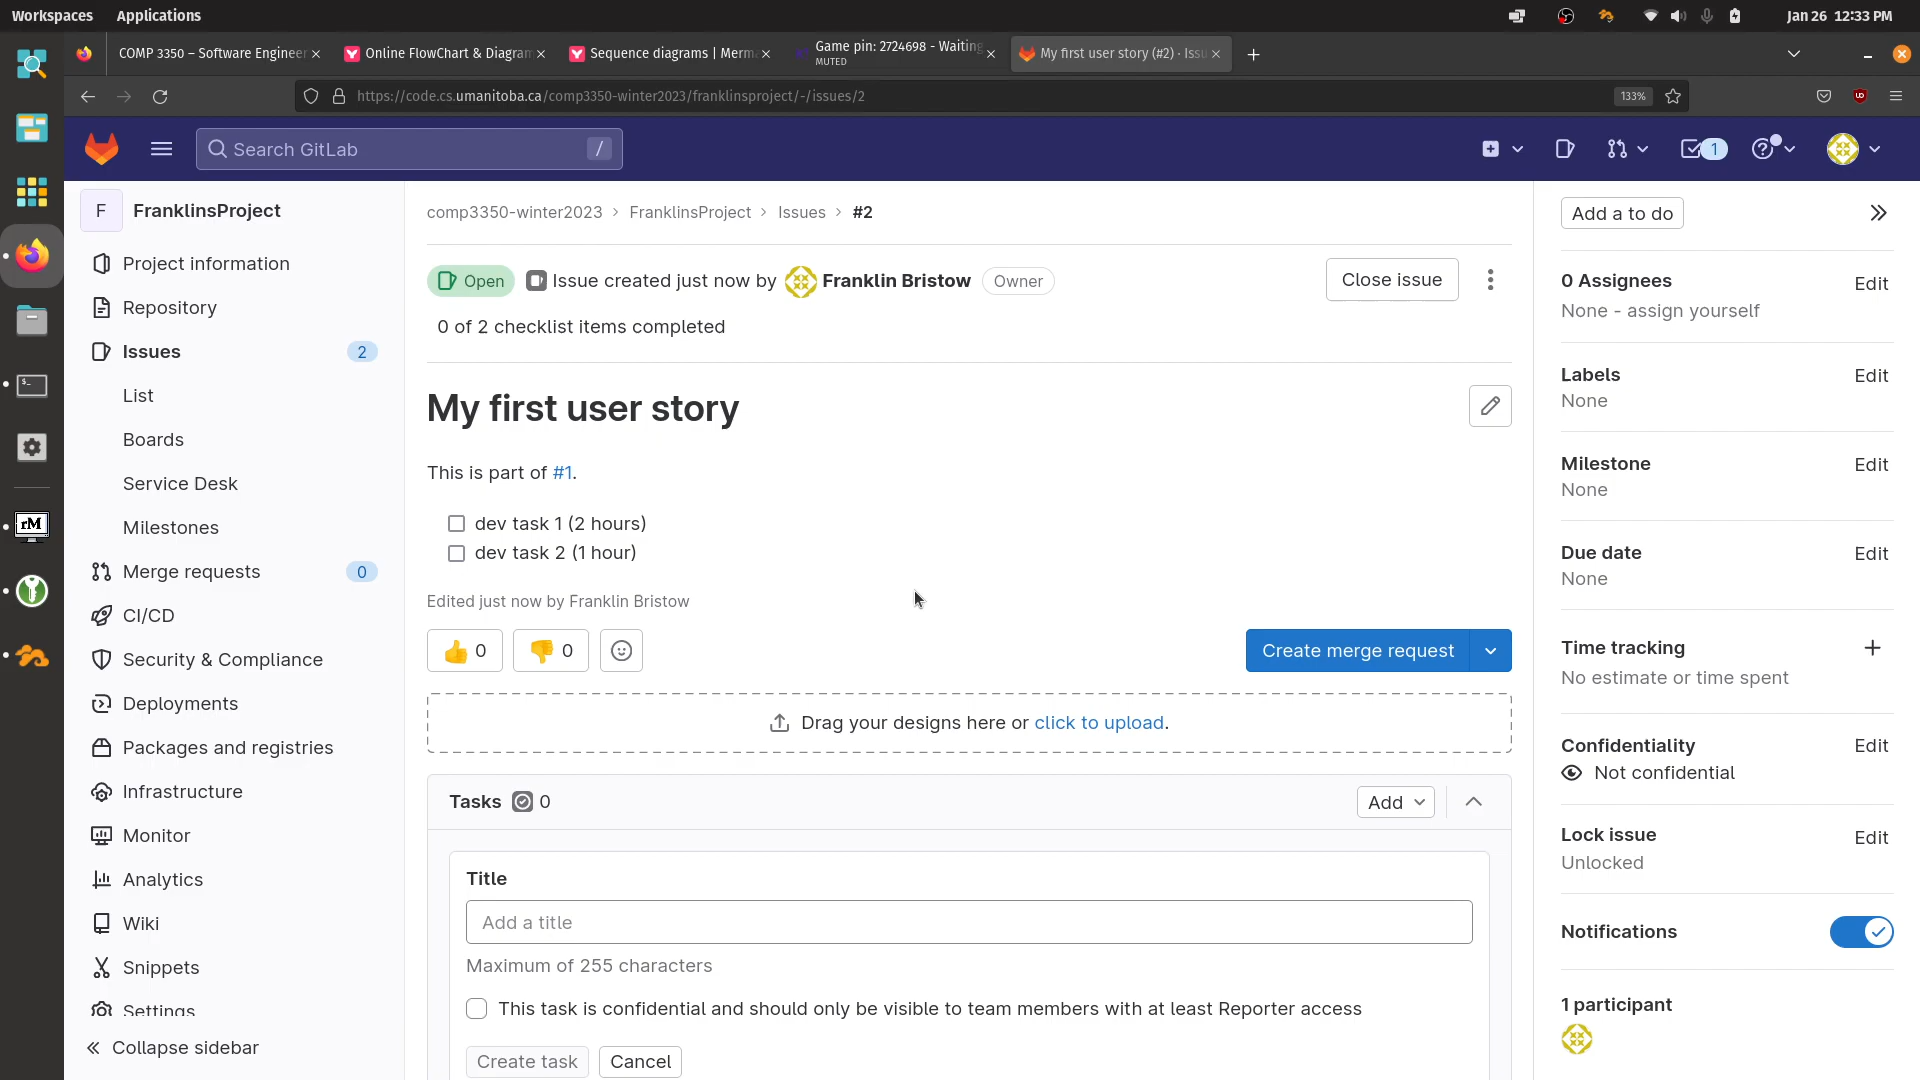 Workspaces Applications Jan 26 12:33 PM
COMP 3350 – Software Engineer Online FlowChart & Diagram Sequence diagrams | Merma Game pin: 2724698 - Waiting My first user story (#2) · Issu
MUTED
https://code.cs.umanitoba.ca/comp3350-winter2023/franklinsproject/-/issues/2 133%
Search GitLab / 1
F FranklinsProject
Project information
Repository
Issues 2
List
Boards
Service Desk
Milestones
Merge requests 0
CI/CD
Security & Compliance
Deployments
Packages and registries
Infrastructure
Monitor
Analytics
Wiki
Snippets
Settings
Collapse sidebar
rM
comp3350-winter2023 › FranklinsProject › Issues › #2
Open Issue created just now by Franklin Bristow Owner Close issue
0 of 2 checklist items completed
My first user story
This is part of #1.
dev task 1 (2 hours)
dev task 2 (1 hour)
Edited just now by Franklin Bristow
0 0 Create merge request
Drag your designs here or click to upload.
Tasks 0 Add
Title
Add a title
Maximum of 255 characters
This task is confidential and should only be visible to team members with at least Reporter access
Create task Cancel
Add a to do
0 Assignees Edit
None - assign yourself
Labels Edit
None
Milestone Edit
None
Due date Edit
None
Time tracking
No estimate or time spent
Confidentiality Edit
Not confidential
Lock issue Edit
Unlocked
Notifications
1 participant